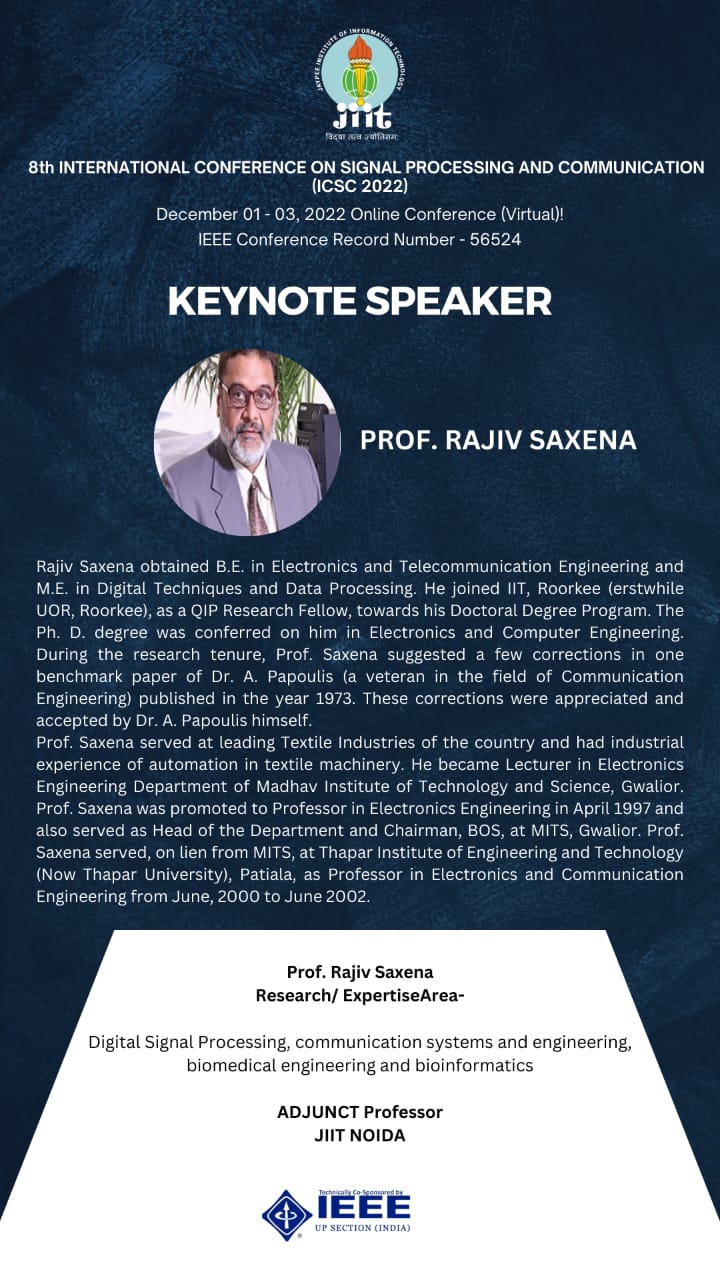 JAYPEE INSTITUTE OF INFORMATION TECHNOLOGY
jiit
विद्या तत्व ज्योतिसमः
8th INTERNATIONAL CONFERENCE ON SIGNAL PROCESSING AND COMMUNICATION
(ICSC 2022)
December 01 - 03, 2022 Online Conference (Virtual)!
IEEE Conference Record Number - 56524
KEYNOTE SPEAKER
PROF. RAJIV SAXENA
Rajiv Saxena obtained B.E. in Electronics and Telecommunication Engineering and
M.E. in Digital Techniques and Data Processing. He joined IIT, Roorkee (erstwhile
UOR, Roorkee), as a QIP Research Fellow, towards his Doctoral Degree Program. The
Ph. D. degree was conferred on him in Electronics and Computer Engineering.
During the research tenure, Prof. Saxena suggested a few corrections in one
benchmark paper of Dr. A. Papoulis (a veteran in the field of Communication
Engineering) published in the year 1973. These corrections were appreciated and
accepted by Dr. A. Papoulis himself.
Prof. Saxena served at leading Textile Industries of the country and had industrial
experience of automation in textile machinery. He became Lecturer in Electronics
Engineering Department of Madhav Institute of Technology and Science, Gwalior.
Prof. Saxena was promoted to Professor in Electronics Engineering in April 1997 and
also served as Head of the Department and Chairman, BOS, at MITS, Gwalior. Prof.
Saxena served, on lien from MITS, at Thapar Institute of Engineering and Technology
(Now Thapar University), Patiala, as Professor in Electronics and Communication
Engineering from June, 2000 to June 2002.
Prof. Rajiv Saxena
Research/ ExpertiseArea-
Digital Signal Processing, communication systems and engineering,
biomedical engineering and bioinformatics
ADJUNCT Professor
JIIT NOIDA
Technically Co-Sponsored by
IEEE
UP SECTION (INDIA)